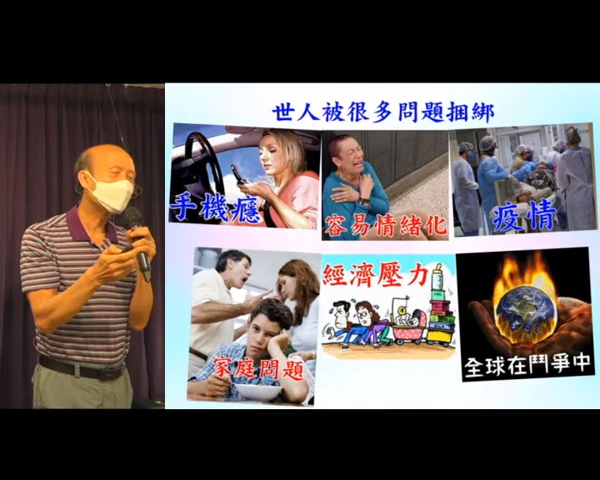 世人被很多問題捆綁
手機癮
容易情緒化
疫情
家庭問題
經濟壓力
全球在鬥爭中